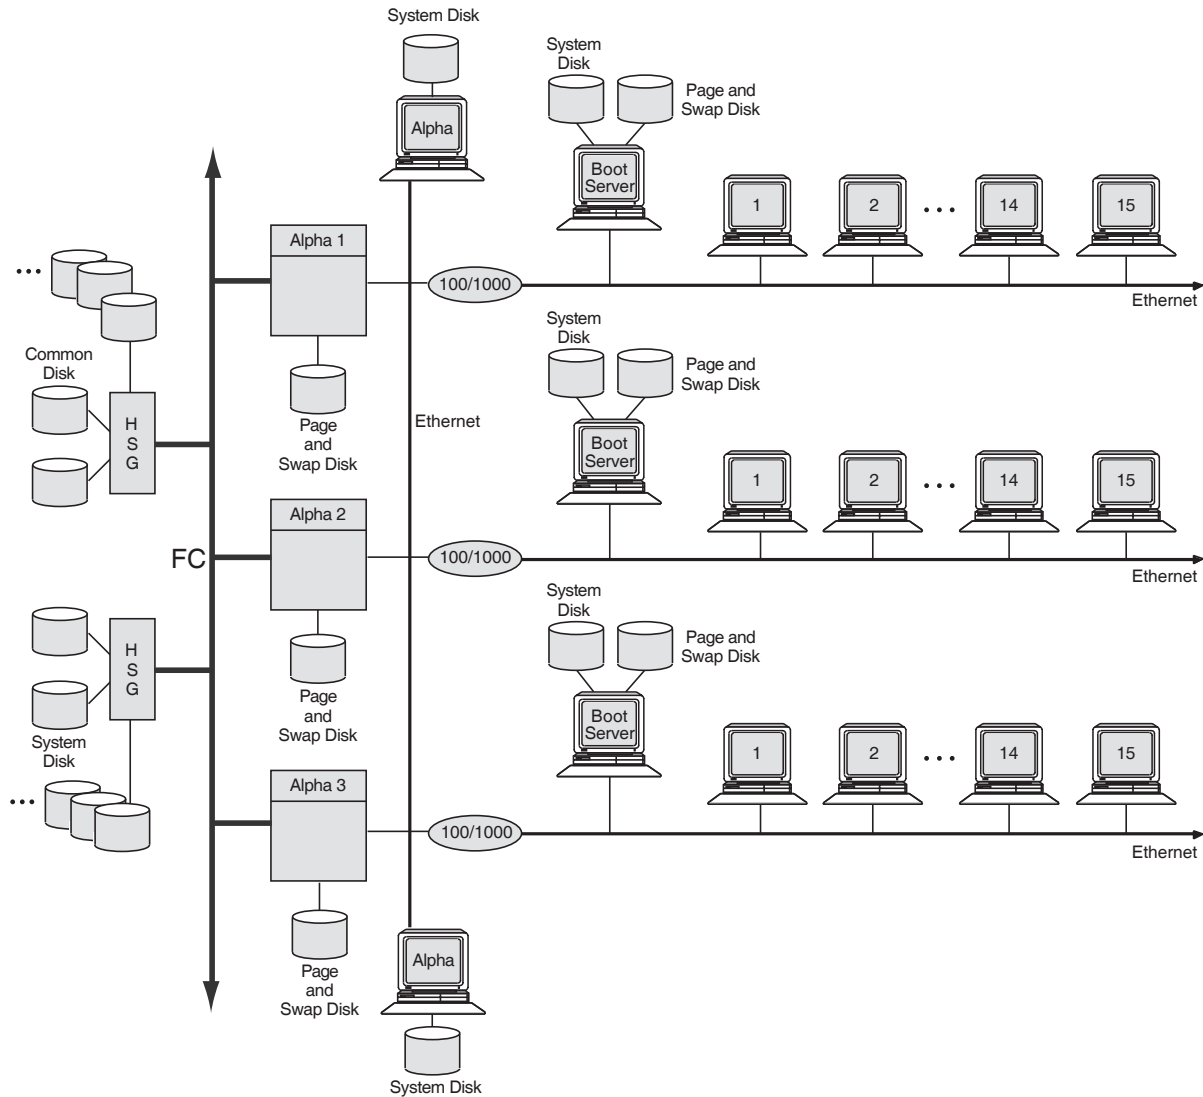 System Disk
Alpha
System
Disk
Page and
Swap Disk
Boot
Server
1
2
...
14
15
Alpha 1
100/1000
Ethernet
...
Common
Disk
H
S
G
Page
and
Swap Disk
Ethernet
System
Disk
Page and
Swap Disk
Boot
Server
1
2
...
14
15
Alpha 2
100/1000
Ethernet
FC
Page
and
Swap Disk
H
S
G
System
Disk
...
System
Disk
Page and
Swap Disk
Boot
Server
1
2
...
14
15
Alpha 3
100/1000
Ethernet
Page
and
Swap Disk
Alpha
System Disk